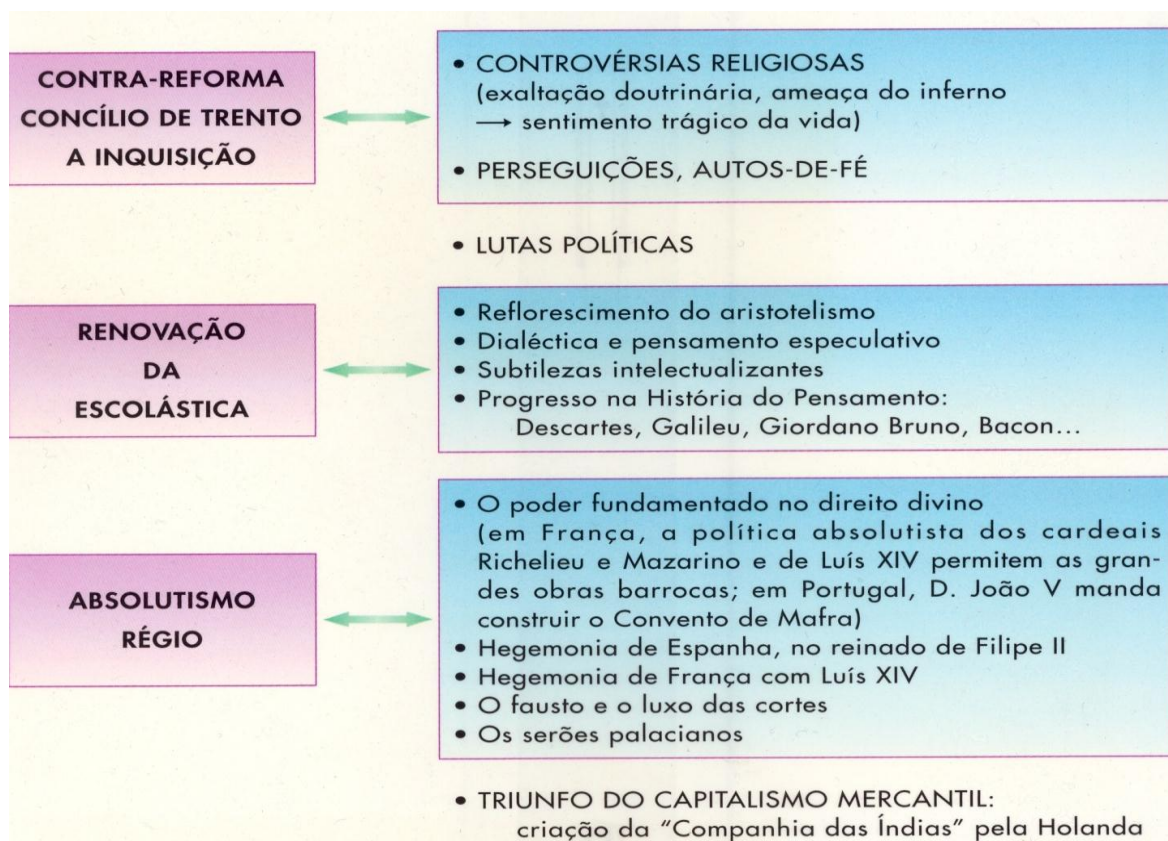 CONTRA-REFORMA
CONCÍLIO DE TRENTO
A INQUISIÇÃO
• CONTROVÉRSIAS RELIGIOSAS
(exaltação doutrinária, ameaça do inferno
→ sentimento trágico da vida)
• PERSEGUIÇÕES, AUTOS-DE-FÉ
• LUTAS POLÍTICAS
RENOVAÇÃO
DA
ESCOLÁSTICA
• Reflorescimento do aristotelismo
• Dialéctica e pensamento especulativo
• Subtilezas intelectualizantes
• Progresso na História do Pensamento:
Descartes, Galileu, Giordano Bruno, Bacon...
ABSOLUTISMO
RÉGIO
• O poder fundamentado no direito divino
(em França, a política absolutista dos cardeais
Richelieu e Mazarino e de Luís XIV permitem as gran-
des obras barrocas; em Portugal, D. João V manda
construir o Convento de Mafra)
• Hegemonia de Espanha, no reinado de Filipe II
• Hegemonia de França com Luís XIV
• O fausto e o luxo das cortes
• Os serões palacianos
• TRIUNFO DO CAPITALISMO MERCANTIL:
criação da “Companhia das Índias” pela Holanda